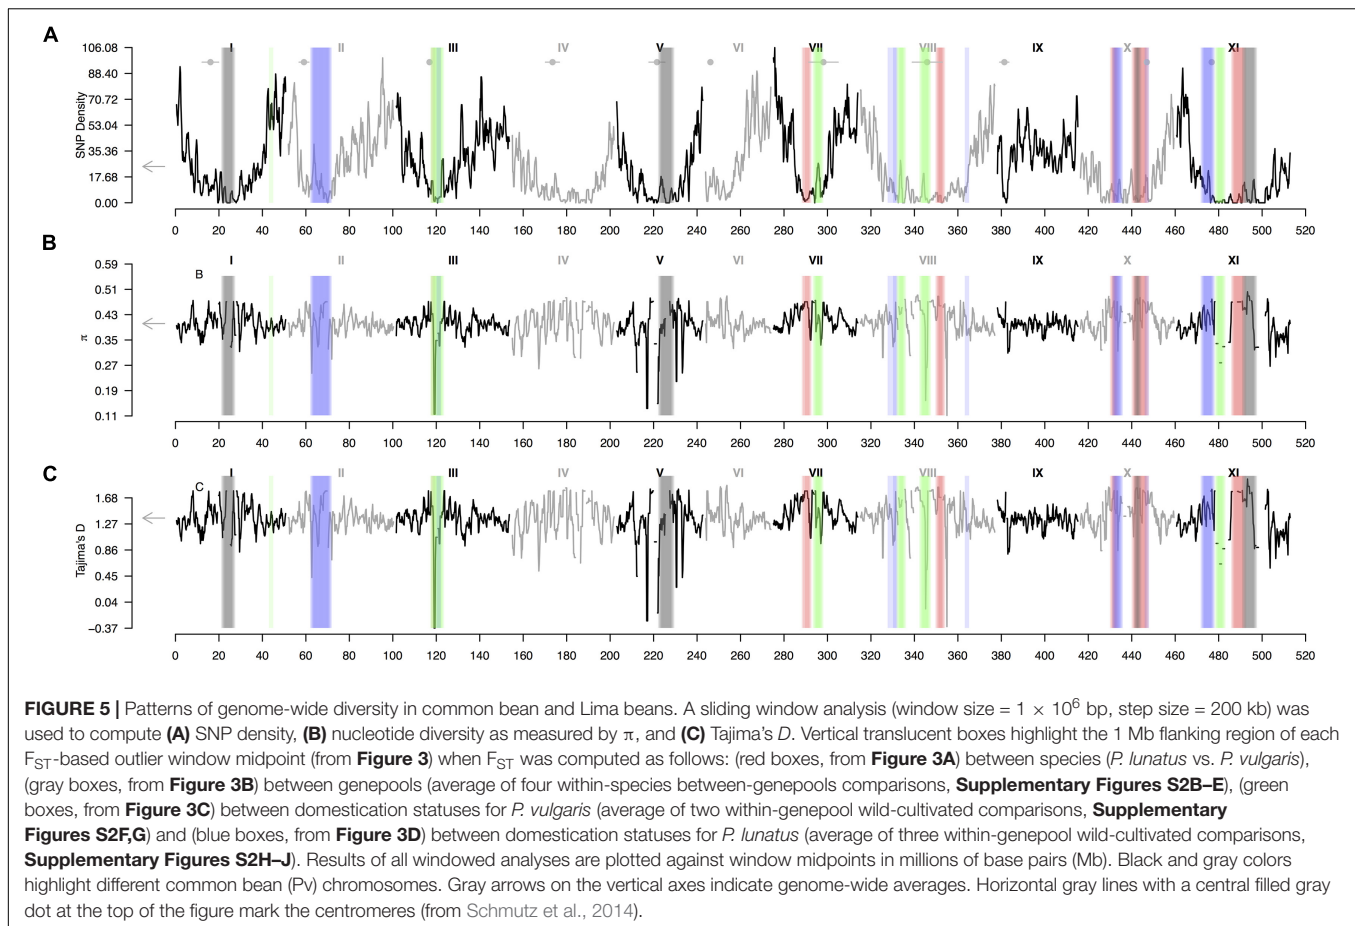 A
106.08
88.40
70.72
53.04
35.36
17.68
0.00
SNP Density
I II III IV V VI VII VIII IX X XI
0 20 40 60 80 100 120 140 160 180 200 220 240 260 280 300 320 340 360 380 400 420 440 460 480 500 520
B
0.59
0.51
0.43
0.35
0.27
0.19
0.11
π
B
I II III IV V VI VII VIII IX X XI
0 20 40 60 80 100 120 140 160 180 200 220 240 260 280 300 320 340 360 380 400 420 440 460 480 500 520
C
1.68
1.27
0.86
0.45
0.04
−0.37
Tajima's D
C
I II III IV V VI VII VIII IX X XI
0 20 40 60 80 100 120 140 160 180 200 220 240 260 280 300 320 340 360 380 400 420 440 460 480 500 520
FIGURE 5 | Patterns of genome-wide diversity in common bean and Lima beans. A sliding window analysis (window size = 1 × 10⁶ bp, step size = 200 kb) was
used to compute (A) SNP density, (B) nucleotide diversity as measured by π, and (C) Tajima's D. Vertical translucent boxes highlight the 1 Mb flanking region of each
FST-based outlier window midpoint (from Figure 3) when FST was computed as follows: (red boxes, from Figure 3A) between species (P. lunatus vs. P. vulgaris),
(gray boxes, from Figure 3B) between genepools (average of four within-species between-genepools comparisons, Supplementary Figures S2B–E), (green
boxes, from Figure 3C) between domestication statuses for P. vulgaris (average of two within-genepool wild-cultivated comparisons, Supplementary
Figures S2F,G) and (blue boxes, from Figure 3D) between domestication statuses for P. lunatus (average of three within-genepool wild-cultivated comparisons,
Supplementary Figures S2H–J). Results of all windowed analyses are plotted against window midpoints in millions of base pairs (Mb). Black and gray colors
highlight different common bean (Pv) chromosomes. Gray arrows on the vertical axes indicate genome-wide averages. Horizontal gray lines with a central filled gray
dot at the top of the figure mark the centromeres (from Schmutz et al., 2014).